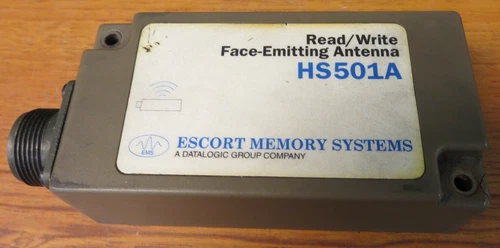 Read/Write
Face-Emitting Antenna
HS501A
EMS
ESCORT MEMORY SYSTEMS
A DATALOGIC GROUP COMPANY